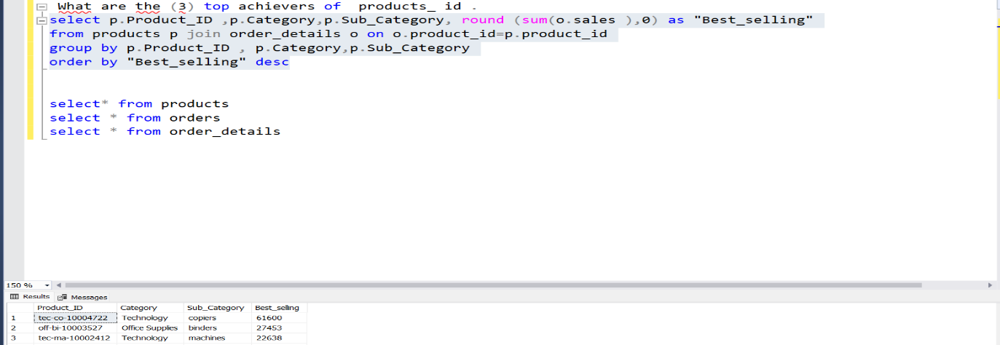 What are the (3) top achievers of  products_ id .
select p.Product_ID ,p.Category,p.Sub_Category, round (sum(o.sales ),0) as "Best_selling"
from products p join order_details o on o.product_id=p.product_id
group by p.Product_ID , p.Category,p.Sub_Category
order by "Best_selling" desc
select* from products
select * from orders
select * from order_details
150 %
Results Messages
Product_ID Category Sub_Category Best_selling
1 tec-co-10004722 Technology copiers 61600
2 off-bi-10003527 Office Supplies binders 27453
3 tec-ma-10002412 Technology machines 22638